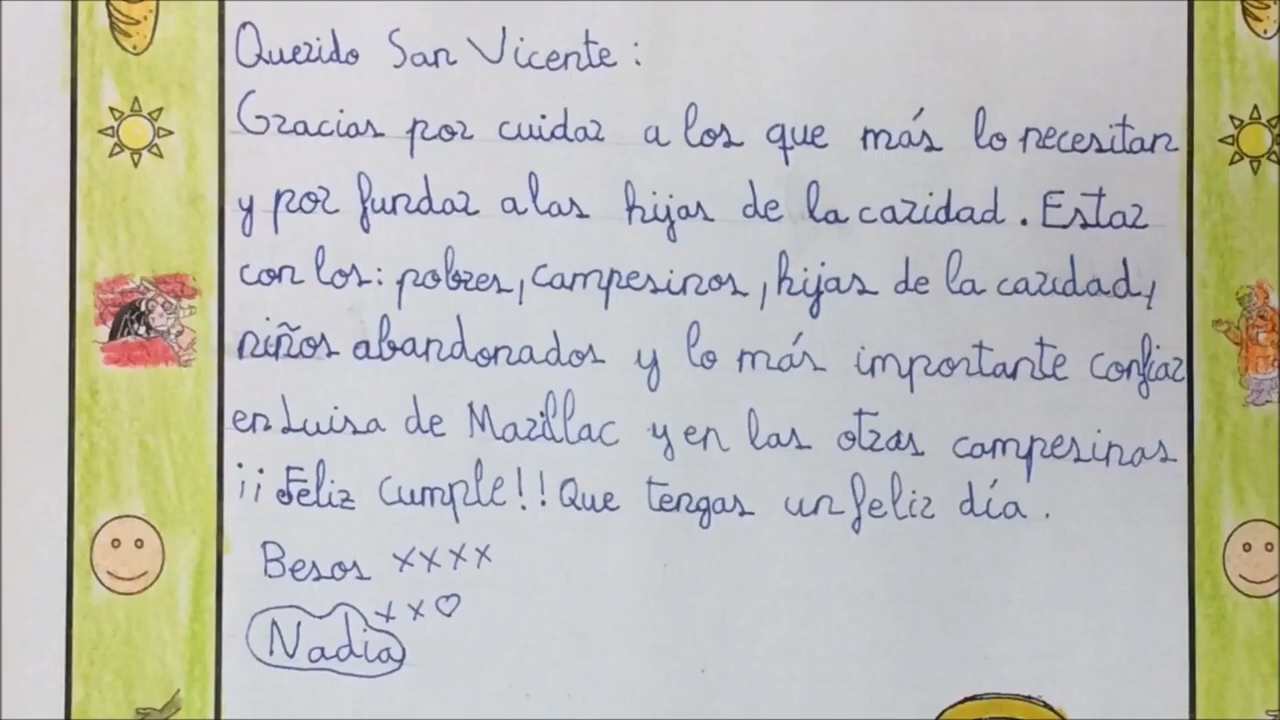 Querido San Vicente:
Gracias por cuidar a los que más lo necesitan
y por fundar a las hijas de la caridad. Estar
con los: pobres, campesinos, hijas de la caridad,
niños abandonados y lo más importante confiar
en Luisa de Marillac y en las otras campesinas
¡¡Feliz cumple!! Que tengas un feliz día.
Besos xxxx
xx♡
Nadia